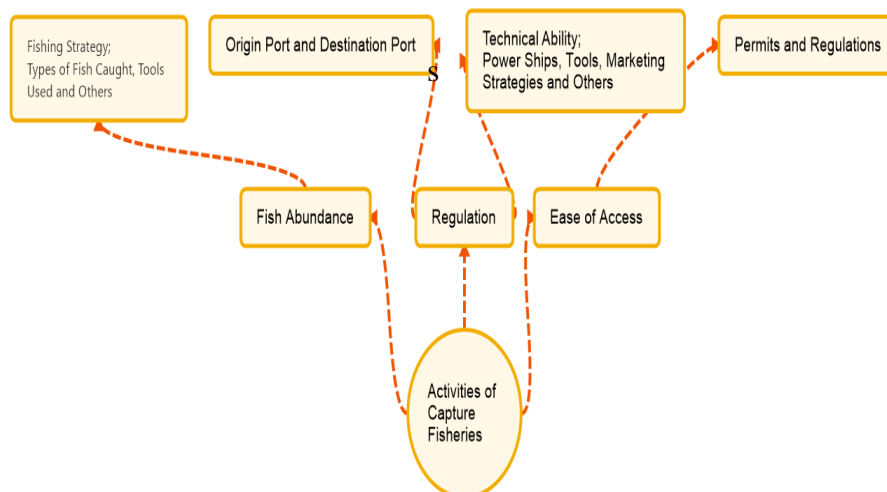 Fishing Strategy;
Types of Fish Caught, Tools
Used and Others
Origin Port and Destination Port
S
Technical Ability;
Power Ships, Tools, Marketing
Strategies and Others
Permits and Regulations
Fish Abundance
Regulation
Ease of Access
Activities of
Capture
Fisheries